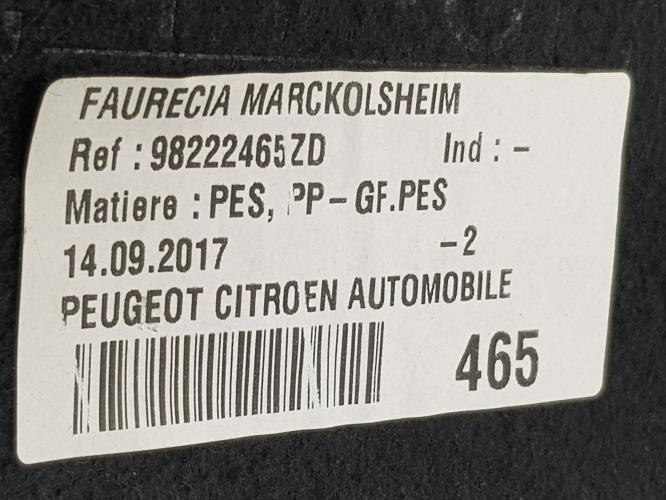 FAURECIA MARCKOLSHEIM
Ref : 98222465ZD Ind : -
Matiere : PES, PP-GF.PES
14.09.2017 -2
PEUGEOT CITROEN AUTOMOBILE
465